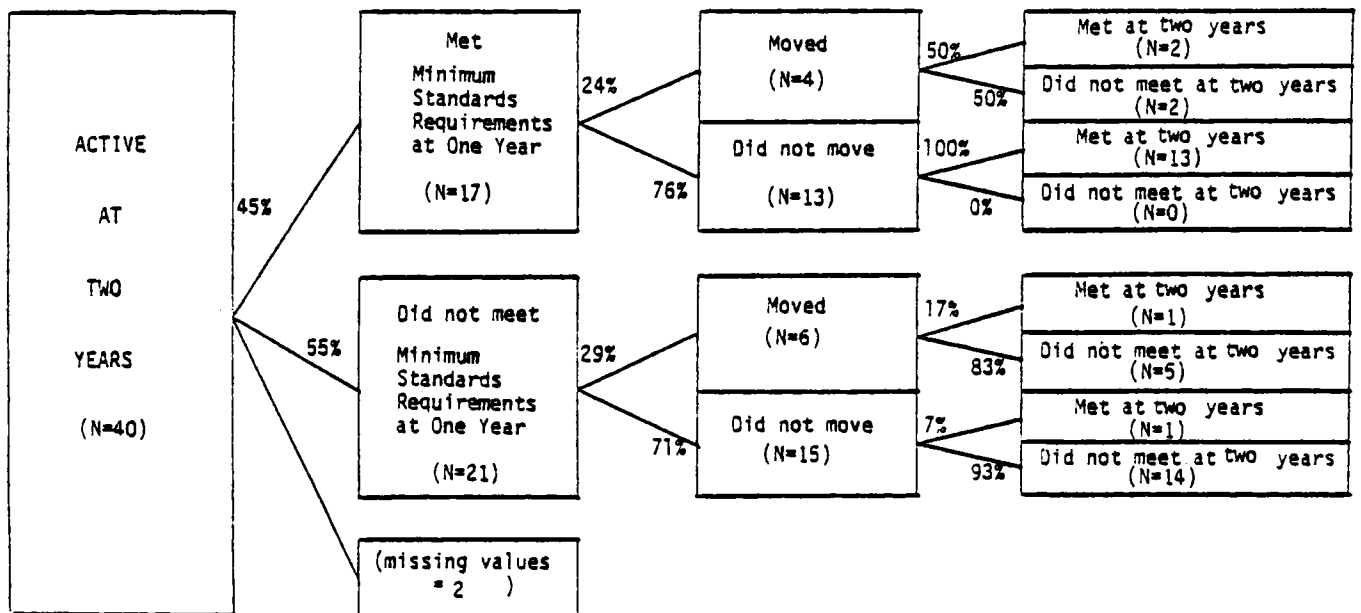 ACTIVE
AT
TWO
YEARS
(N=40)
45%
55%
Met
Minimum
Standards
Requirements
at One Year
(N=17)
24%
76%
Moved
(N=4)
Did not move
(N=13)
50%
50%
100%
0%
Met at two years
(N=2)
Did not meet at two years
(N=2)
Met at two years
(N=13)
Did not meet at two years
(N=0)
Did not meet
Minimum
Standards
Requirements
at One Year
(N=21)
29%
71%
Moved
(N=6)
Did not move
(N=15)
17%
83%
7%
93%
Met at two years
(N=1)
Did not meet at two years
(N=5)
Met at two years
(N=1)
Did not meet at two years
(N=14)
(missing values
= 2 )